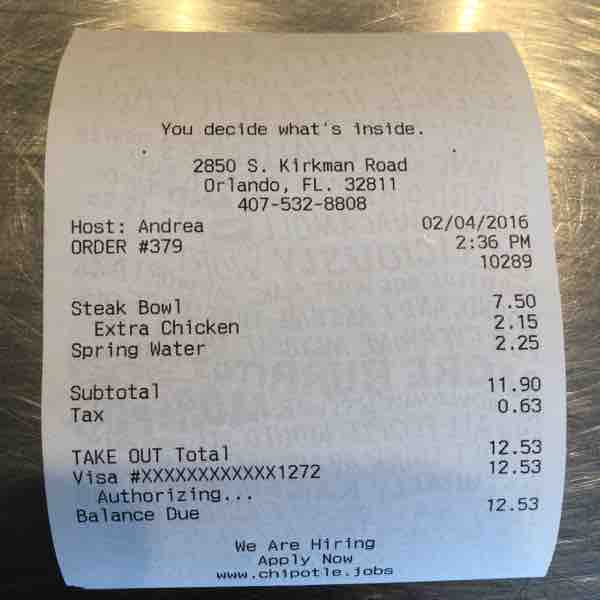 You decide what's inside.
2850 S. Kirkman Road
Orlando, FL. 32811
407-532-8808
Host: Andrea 02/04/2016
ORDER #379 2:36 PM
10289
Steak Bowl 7.50
Extra Chicken 2.15
Spring Water 2.25
Subtotal 11.90
Tax 0.63
TAKE OUT Total 12.53
Visa #XXXXXXXXXXXX1272 12.53
Authorizing...
Balance Due 12.53
We Are Hiring
Apply Now
www.chipotle.jobs